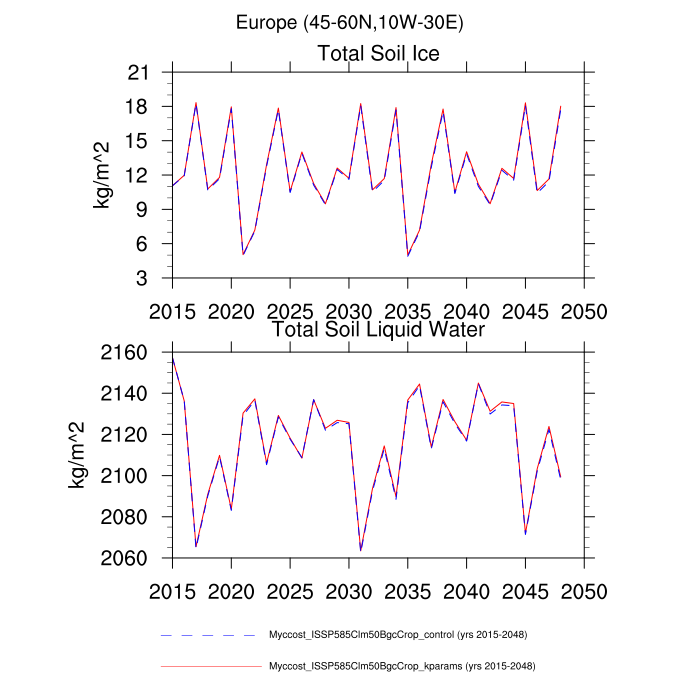 Europe (45-60N,10W-30E)
Total Soil Ice
kg/m^2
21
18
15
12
9
6
3
2015 2020 2025 2030 2035 2040 2045 2050
Total Soil Liquid Water
kg/m^2
2160
2140
2120
2100
2080
2060
2015 2020 2025 2030 2035 2040 2045 2050
Myccost_ISSP585Clm50BgcCrop_control (yrs 2015-2048)
Myccost_ISSP585Clm50BgcCrop_kparams (yrs 2015-2048)